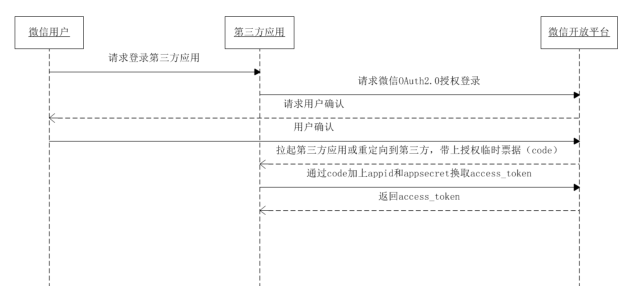 微信用户
第三方应用
微信开放平台
请求登录第三方应用
请求微信OAuth2.0授权登录
请求用户确认
用户确认
拉起第三方应用或重定向到第三方，带上授权临时票据（code）
通过code加上appid和appsecret换取access_token
返回access_token